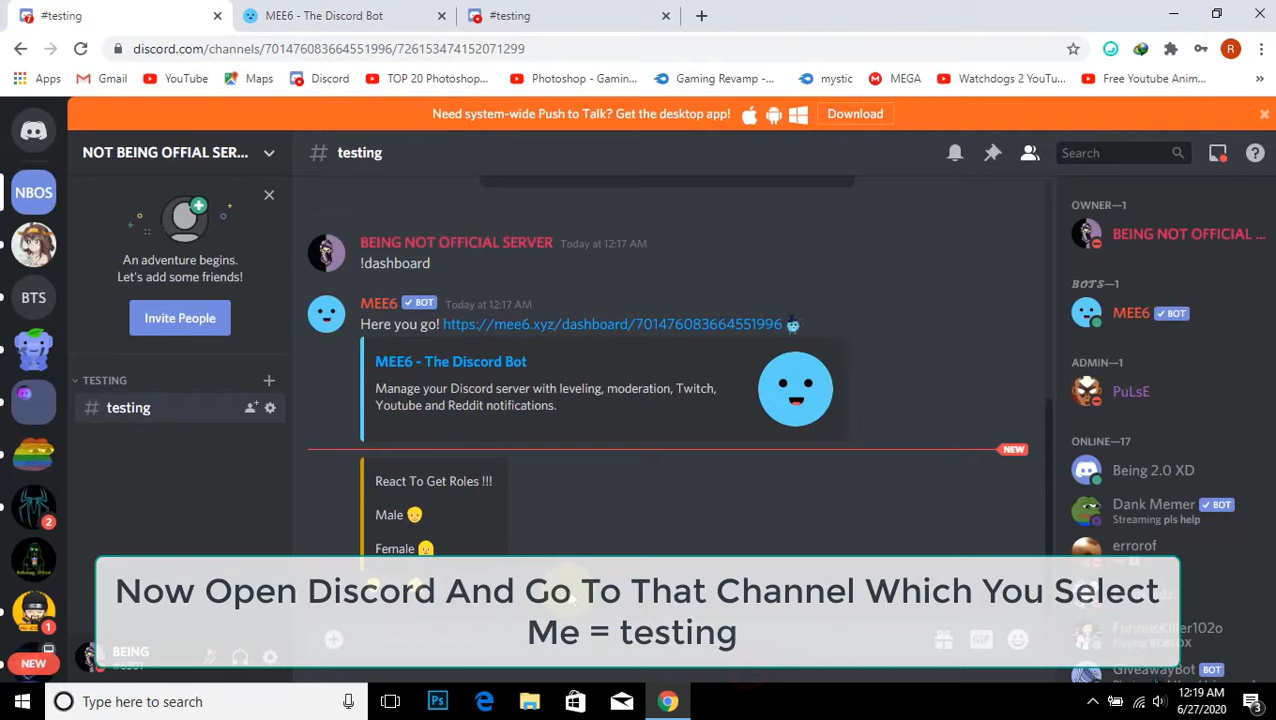 #testing
MEE6 - The Discord Bot
#testing
discord.com/channels/701476083664551996/726153474152071299
R
Apps
Gmail
YouTube
Maps
Discord
TOP 20 Photoshop...
Photoshop - Gamin...
Gaming Revamp -...
mystic
MEGA
Watchdogs 2 YouTu...
Free Youtube Anim...
»
Need system-wide Push to Talk? Get the desktop app!
Download
NOT BEING OFFIAL SER...
# testing
Search
NBOS
BTS
2
1
NEW
An adventure begins.
Let's add some friends!
Invite People
TESTING
# testing
BEING NOT OFFICIAL SERVER Today at 12:17 AM
!dashboard
MEE6 ✓ BOT Today at 12:17 AM
Here you go! https://mee6.xyz/dashboard/701476083664551996
MEE6 - The Discord Bot
Manage your Discord server with leveling, moderation, Twitch,
Youtube and Reddit notifications.
NEW
React To Get Roles !!!
Male 👱
Female 👱‍♀️
OWNER—1
BEING NOT OFFICIAL ...
BOTS—1
MEE6 ✓ BOT
ADMIN—1
PuLsE
ONLINE—17
Being 2.0 XD
Dank Memer ✓ BOT
Streaming pls help
errorof
FunousKiller102o
GiveawayBot ✓ BOT
BEING
GIF
Now Open Discord And Go To That Channel Which You Select
Me = testing
Type here to search
Ps
12:19 AM
6/27/2020
3